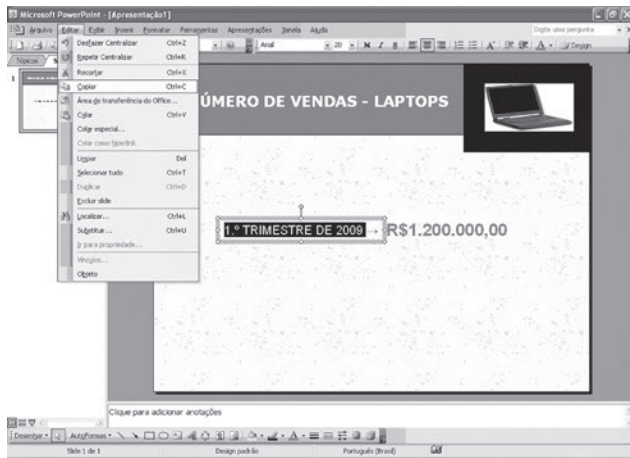 Microsoft PowerPoint - [Apresentação1]
Arquivo Editar Exibir Inserir Formatar Ferramentas Apresentações Janela Ajuda Digite uma pergunta
Arial 20 N I S Design
Tópicos
Desfazer Centralizar Ctrl+Z
Repetir Centralizar Ctrl+R
Recortar Ctrl+X
Copiar Ctrl+C
Área de transferência do Office...
Colar Ctrl+V
Colar especial...
Colar como hiperlink
Limpar Del
Selecionar tudo Ctrl+T
Duplicar Ctrl+D
Excluir slide
Localizar... Ctrl+L
Substituir... Ctrl+U
Ir para propriedade...
Vínculos...
Objeto
1
ÚMERO DE VENDAS - LAPTOPS
1.º TRIMESTRE DE 2009 → R$1.200.000,00
Clique para adicionar anotações
Desenhar AutoFormas
Slide 1 de 1 Design padrão Português (Brasil)